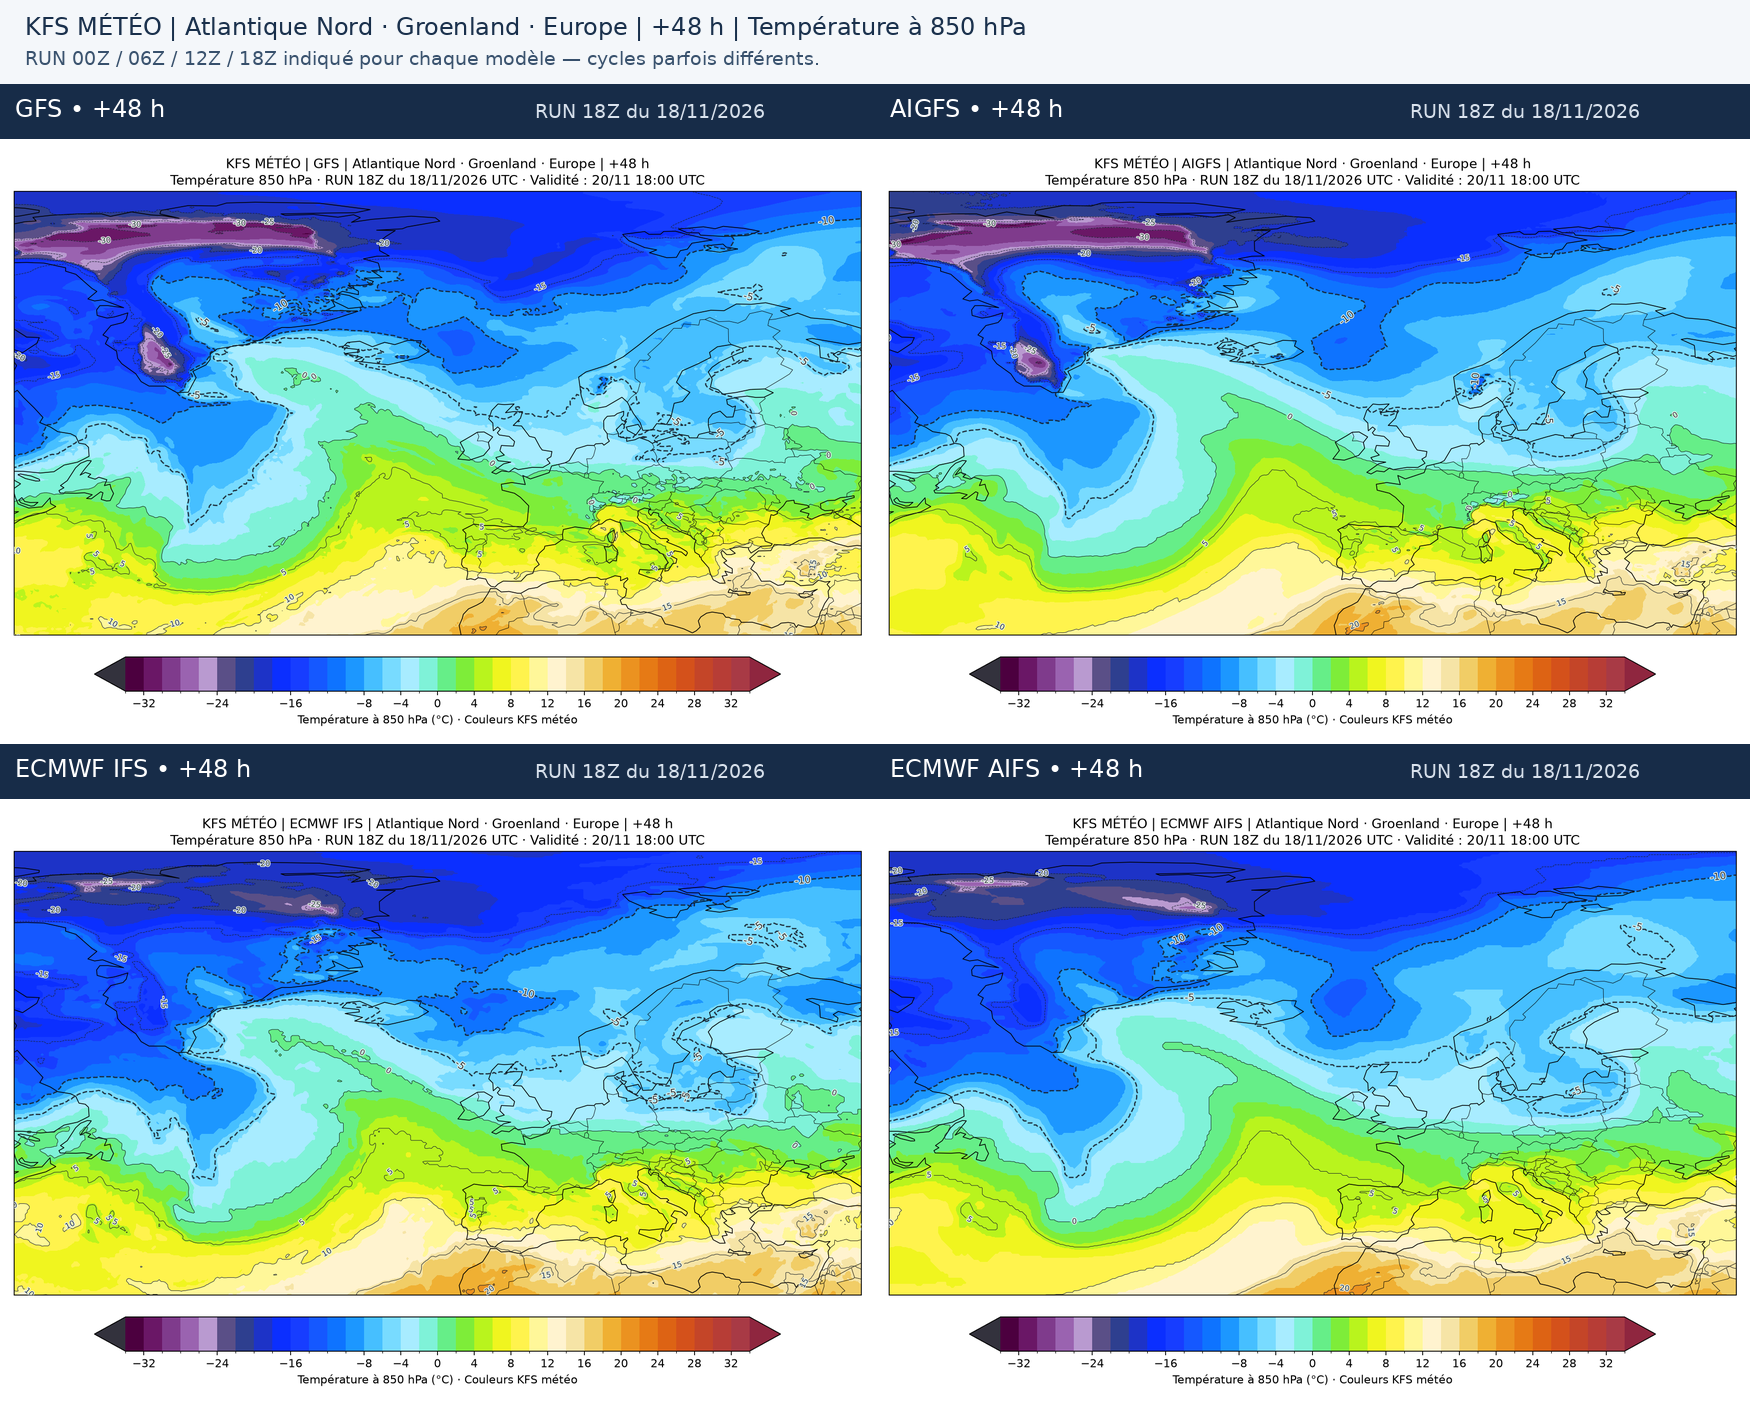 KFS MÉTÉO | Atlantique Nord · Groenland · Europe | +48 h | Température à 850 hPa
RUN 00Z / 06Z / 12Z / 18Z indiqué pour chaque modèle — cycles parfois différents.
GFS • +48 h
RUN 18Z du 18/11/2026
AIGFS • +48 h
RUN 18Z du 18/11/2026
KFS MÉTÉO | GFS | Atlantique Nord · Groenland · Europe | +48 h
Température 850 hPa · RUN 18Z du 18/11/2026 UTC · Validité : 20/11 18:00 UTC
KFS MÉTÉO | AIGFS | Atlantique Nord · Groenland · Europe | +48 h
Température 850 hPa · RUN 18Z du 18/11/2026 UTC · Validité : 20/11 18:00 UTC
−32 −24 −16 −8 −4 0 4 8 12 16 20 24 28 32
Température à 850 hPa (°C) · Couleurs KFS météo
−32 −24 −16 −8 −4 0 4 8 12 16 20 24 28 32
Température à 850 hPa (°C) · Couleurs KFS météo
ECMWF IFS • +48 h
RUN 18Z du 18/11/2026
ECMWF AIFS • +48 h
RUN 18Z du 18/11/2026
KFS MÉTÉO | ECMWF IFS | Atlantique Nord · Groenland · Europe | +48 h
Température 850 hPa · RUN 18Z du 18/11/2026 UTC · Validité : 20/11 18:00 UTC
KFS MÉTÉO | ECMWF AIFS | Atlantique Nord · Groenland · Europe | +48 h
Température 850 hPa · RUN 18Z du 18/11/2026 UTC · Validité : 20/11 18:00 UTC
−32 −24 −16 −8 −4 0 4 8 12 16 20 24 28 32
Température à 850 hPa (°C) · Couleurs KFS météo
−32 −24 −16 −8 −4 0 4 8 12 16 20 24 28 32
Température à 850 hPa (°C) · Couleurs KFS météo